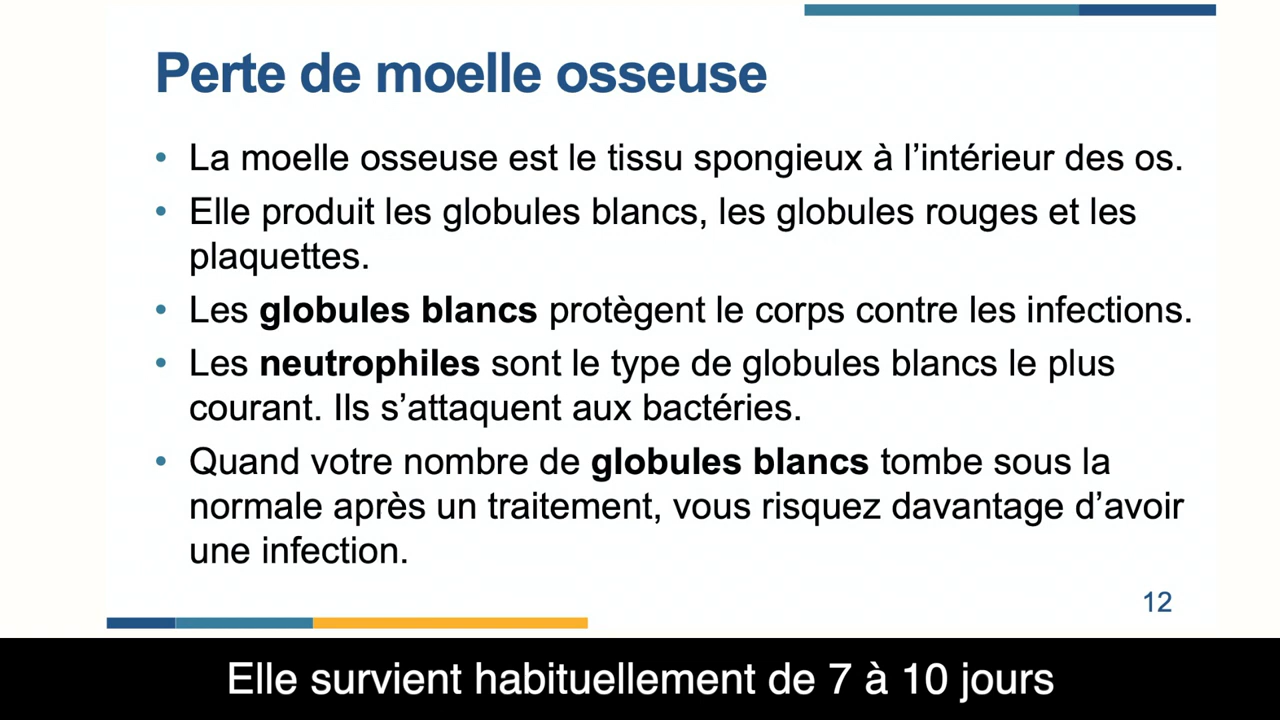 Perte de moelle osseuse
• La moelle osseuse est le tissu spongieux à l’intérieur des os.
• Elle produit les globules blancs, les globules rouges et les
plaquettes.
• Les globules blancs protègent le corps contre les infections.
• Les neutrophiles sont le type de globules blancs le plus
courant. Ils s’attaquent aux bactéries.
• Quand votre nombre de globules blancs tombe sous la
normale après un traitement, vous risquez davantage d’avoir
une infection.
12
Elle survient habituellement de 7 à 10 jours